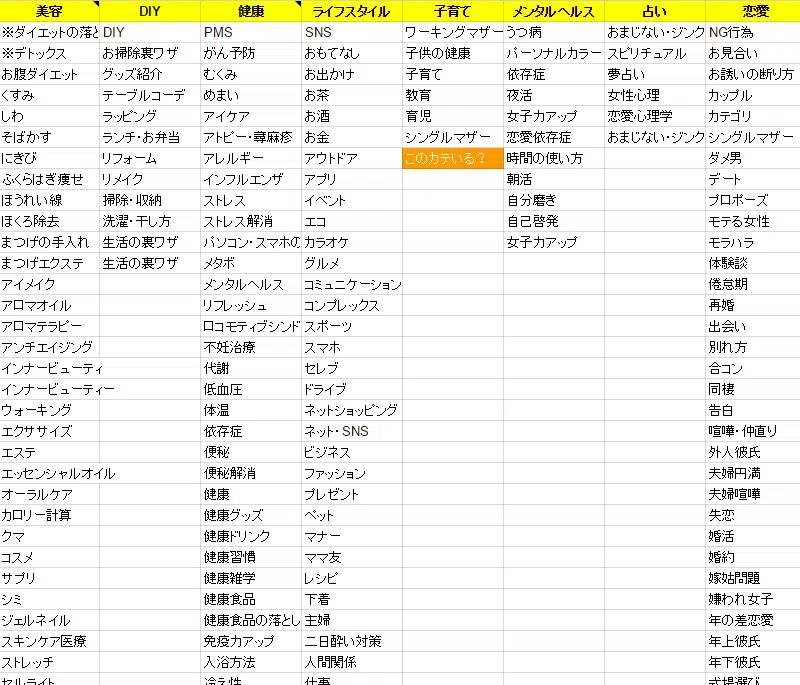 美容 DIY 健康 ライフスタイル 子育て メンタルヘルス 占い 恋愛
※ダイエットの落と DIY PMS SNS ワーキングマザー うつ病 おまじない・ジンク NG行為
※デトックス お掃除裏ワザ がん予防 おもてなし 子供の健康 パーソナルカラー スピリチュアル お見合い
お腹ダイエット グッズ紹介 むくみ お出かけ 子育て 依存症 夢占い お誘いの断り方
くすみ テーブルコーデ めまい お茶 教育 夜活 女性心理 カップル
しわ ラッピング アイケア お酒 育児 女子力アップ 恋愛心理学 カテゴリ
そばかす ランチ・お弁当 アトピー・蕁麻疹 お金 シングルマザー 恋愛依存症 おまじない・ジンク シングルマザー
にきび リフォーム アレルギー アウトドア このカテいる？ 時間の使い方 ダメ男
ふくらはぎ痩せ リメイク インフルエンザ アプリ 朝活 デート
ほうれい線 掃除・収納 ストレス イベント 自分磨き プロポーズ
ほくろ除去 洗濯・干し方 ストレス解消 エコ 自己啓発 モテる女性
まつげの手入れ 生活の裏ワザ パソコン・スマホの カラオケ 女子力アップ モラハラ
まつげエクステ 生活の裏ワザ メタボ グルメ 体験談
アイメイク メンタルヘルス コミュニケーション 倦怠期
アロマオイル リフレッシュ コンプレックス 再婚
アロマテラピー ロコモティブシンド スポーツ 出会い
アンチエイジング 不妊治療 スマホ 別れ方
インナービューティ 代謝 セレブ 合コン
インナービューティー 低血圧 ドライブ 同棲
ウォーキング 体温 ネットショッピング 告白
エクササイズ 依存症 ネット・SNS 喧嘩・仲直り
エステ 便秘 ビジネス 外人彼氏
エッセンシャルオイル 便秘解消 ファッション 夫婦円満
オーラルケア 健康 プレゼント 夫婦喧嘩
カロリー計算 健康グッズ ペット 失恋
クマ 健康ドリンク マナー 婚活
コスメ 健康習慣 ママ友 婚約
サプリ 健康雑学 レシピ 嫁姑問題
シミ 健康食品 下着 嫌われ女子
ジェルネイル 健康食品の落とし 主婦 年の差恋愛
スキンケア医療 免疫力アップ 二日酔い対策 年上彼氏
ストレッチ 入浴方法 人間関係 年下彼氏
セルライト 冷え性 仕事 式場選び